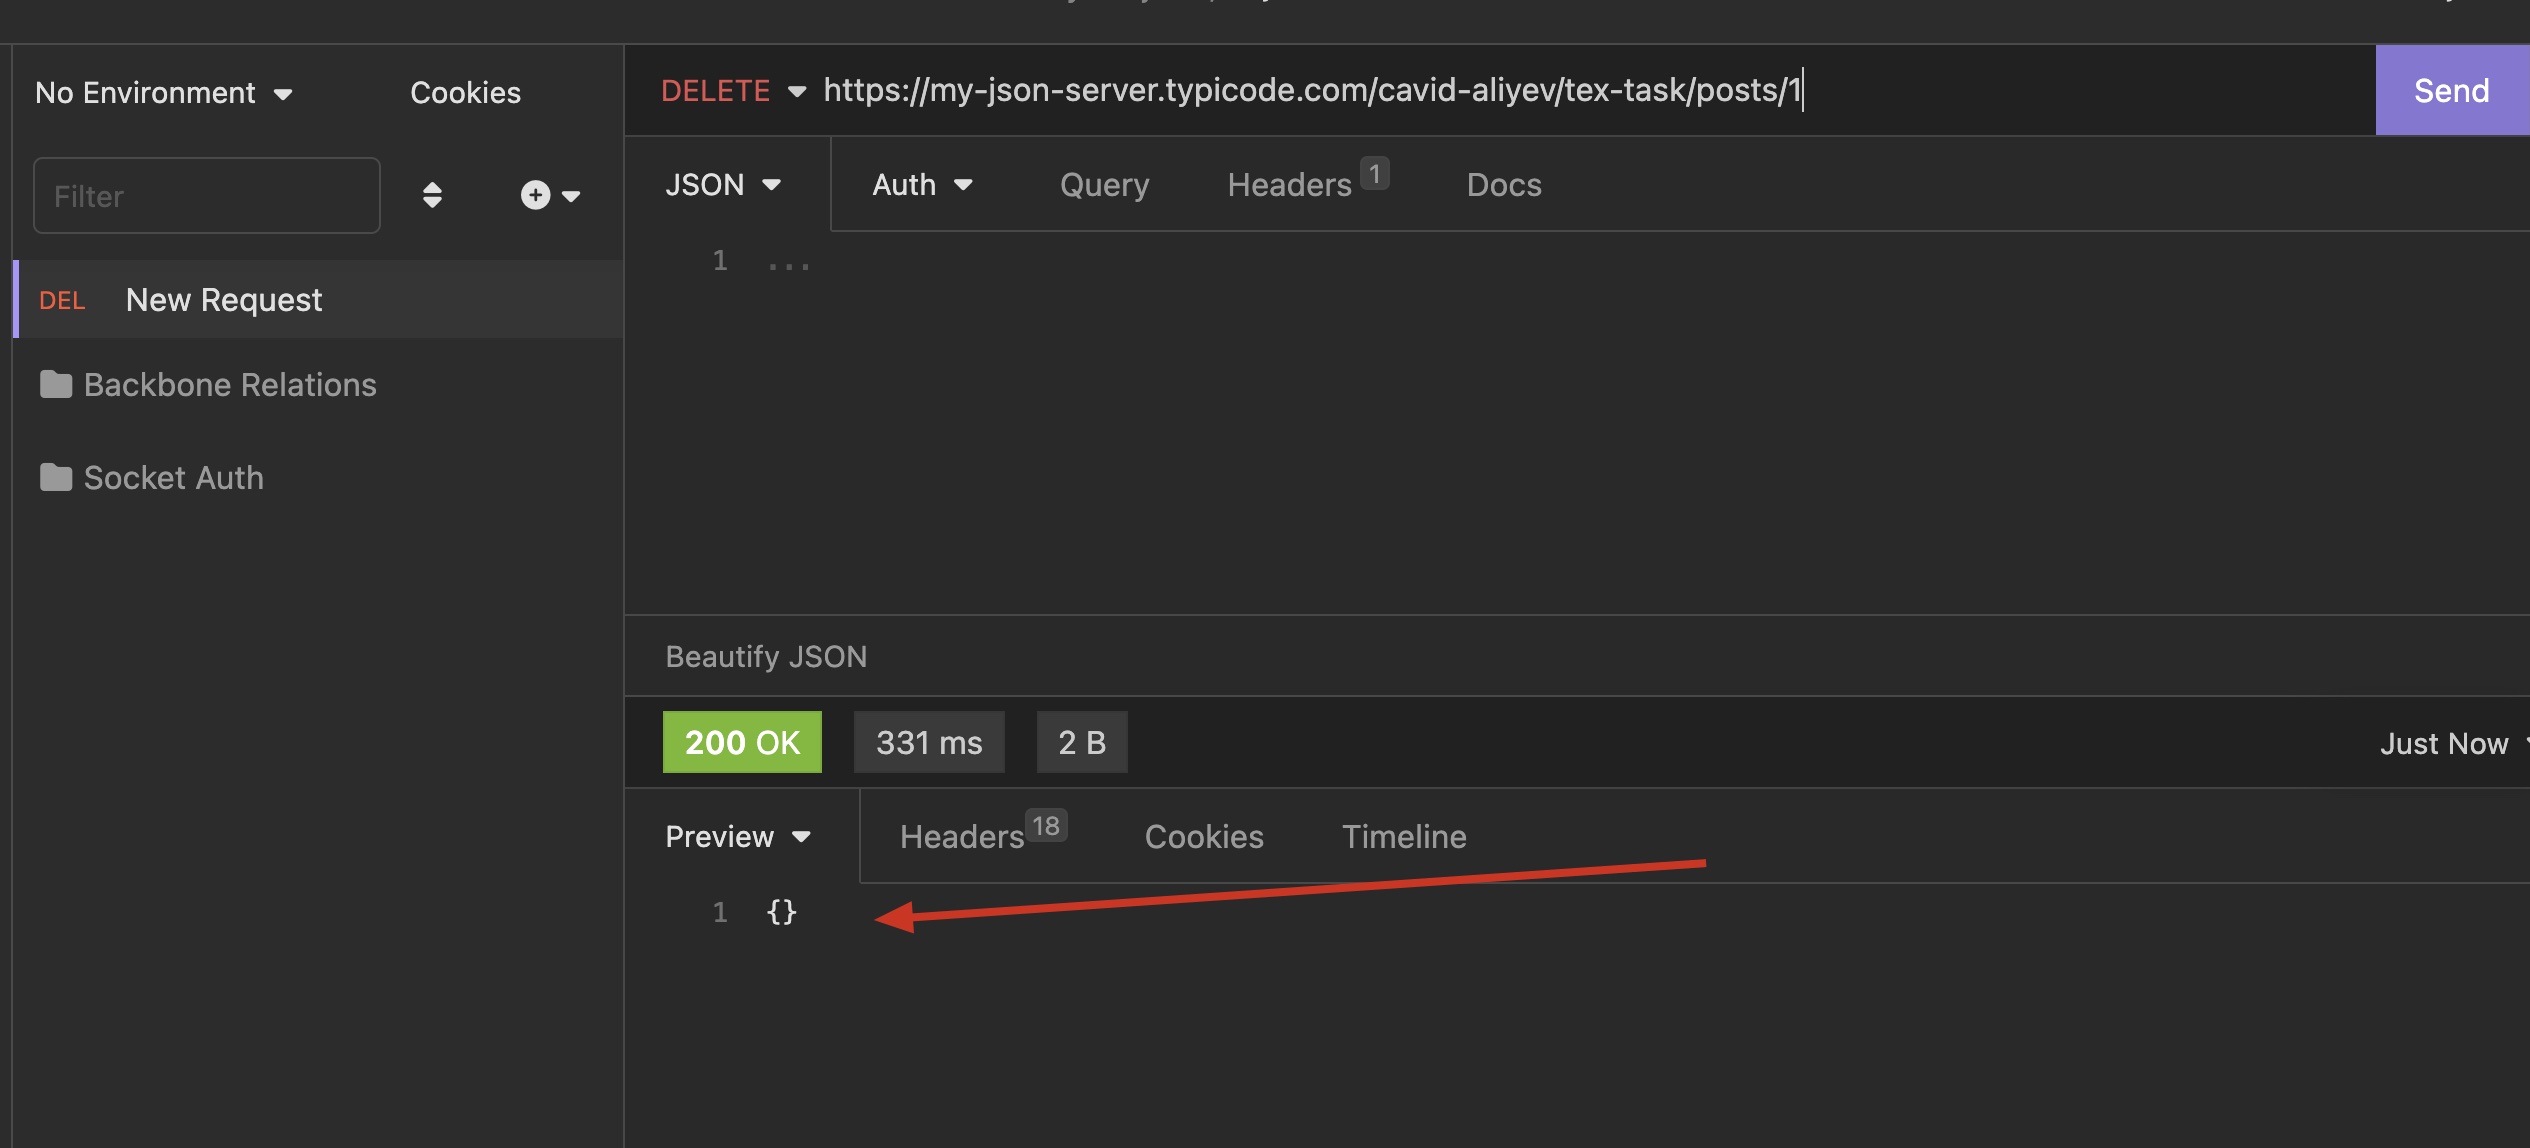 No Environment
Cookies
Filter
DEL New Request
Backbone Relations
Socket Auth
DELETE https://my-json-server.typicode.com/cavid-aliyev/tex-task/posts/1
Send
JSON Auth Query Headers 1 Docs
1 ...
Beautify JSON
200 OK 331 ms 2 B Just Now
Preview Headers 18 Cookies Timeline
1 {}